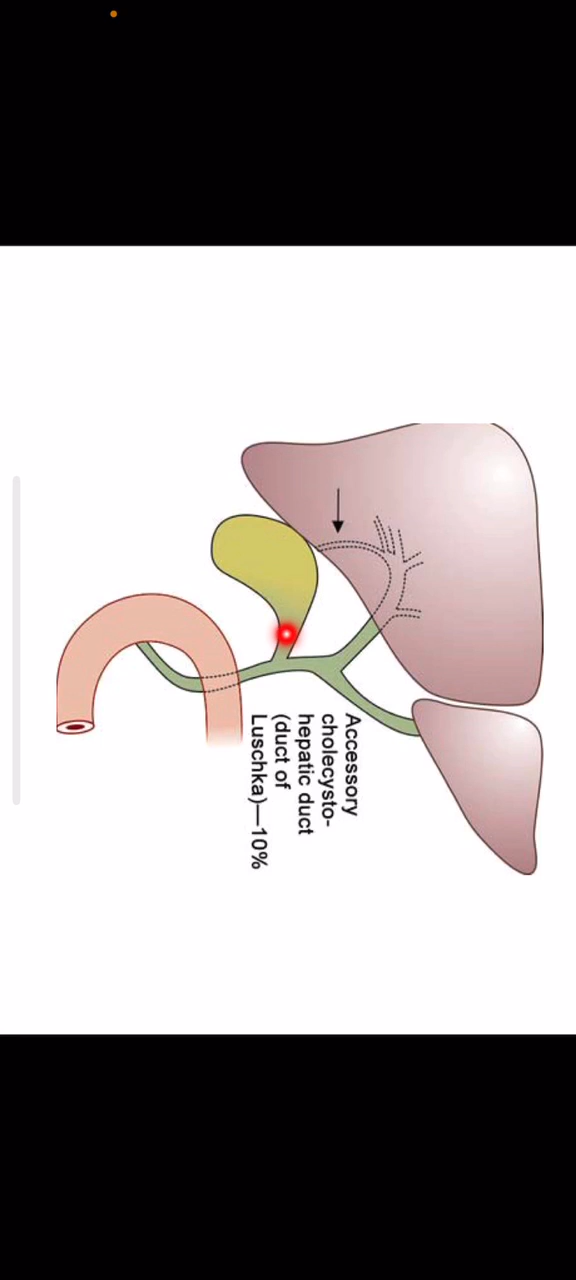 Accessory
cholecysto-
hepatic duct
(duct of
Luschka)—10%